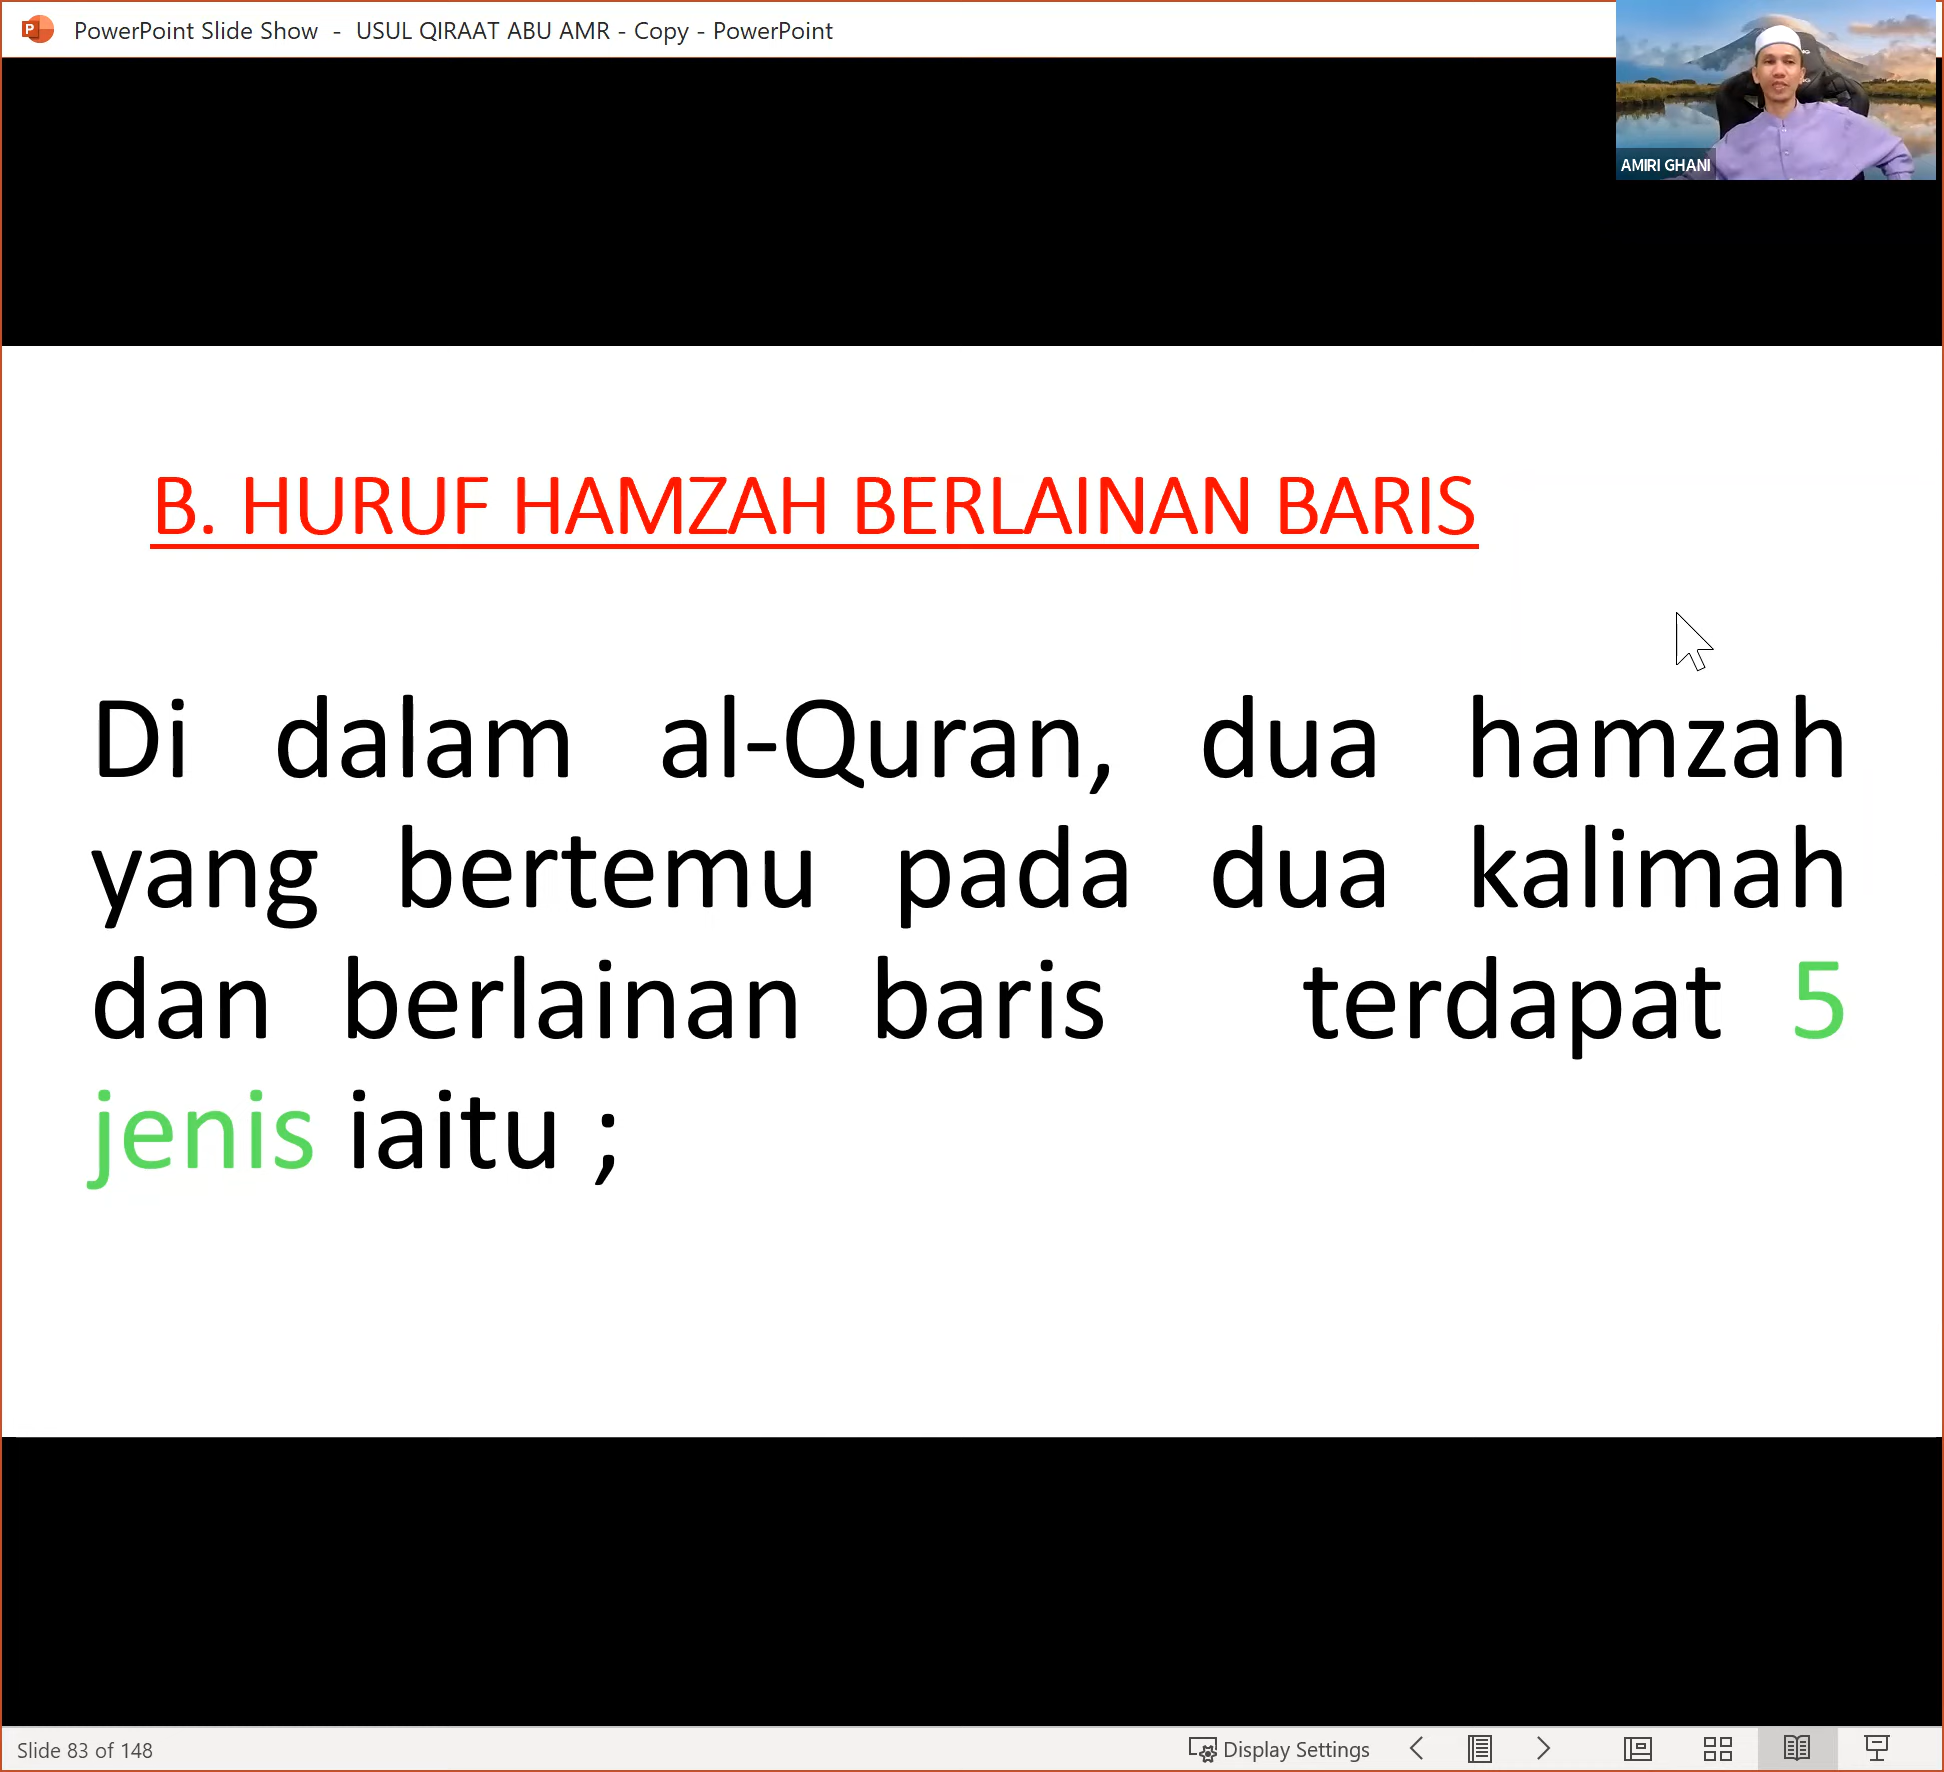 PowerPoint Slide Show - USUL QIRAAT ABU AMR - Copy - PowerPoint
AMIRI GHANI
B. HURUF HAMZAH BERLAINAN BARIS
Di dalam al-Quran, dua hamzah
yang bertemu pada dua kalimah
dan berlainan baris terdapat 5
jenis iaitu ;
Slide 83 of 148
Display Settings